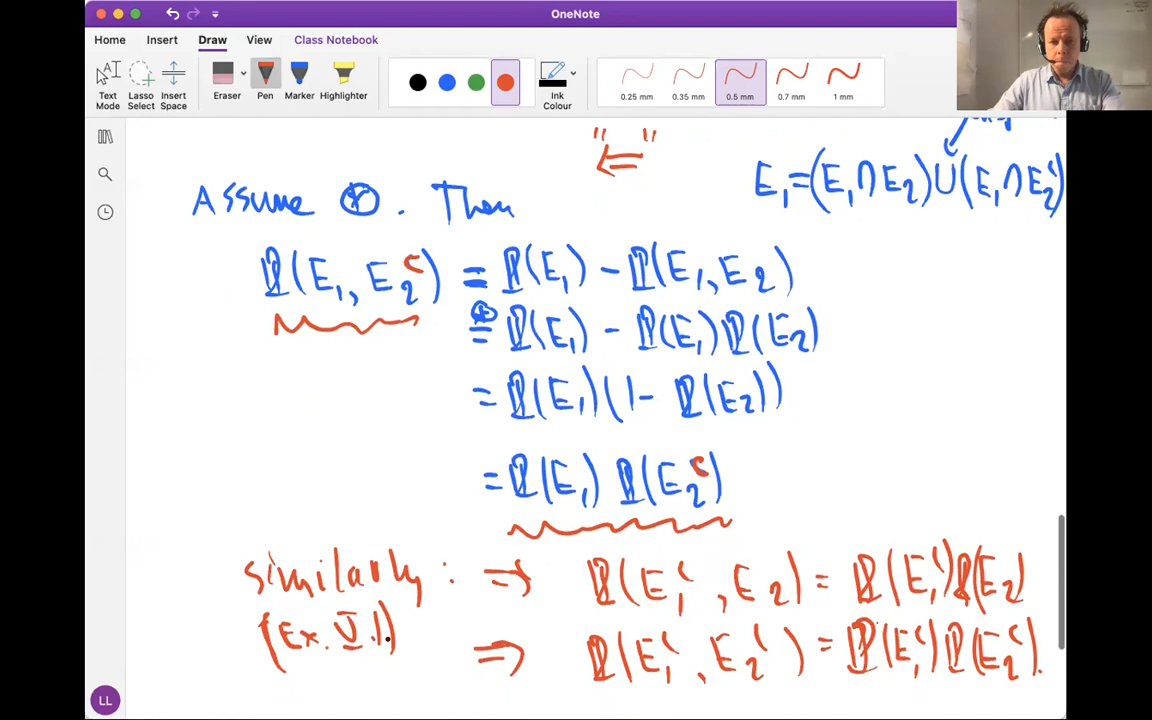 OneNote
Home Insert Draw View Class Notebook
Text Mode
Lasso Select
Insert Space
Eraser
Pen
Marker
Highlighter
Ink Colour
0.25 mm
0.35 mm
0.5 mm
0.7 mm
1 mm
" ⇐ "
E₁ = (E₁ ∩ E₂) ∪ (E₁ ∩ E₂ᶜ)
Assume ⊛. Then
ℙ(E₁, E₂ᶜ) = ℙ(E₁) − ℙ(E₁, E₂)
⊛= ℙ(E₁) − ℙ(E₁)ℙ(E₂)
= ℙ(E₁)(1 − ℙ(E₂))
= ℙ(E₁) ℙ(E₂ᶜ)
similarly : ⇒ ℙ(E₁ᶜ, E₂) = ℙ(E₁ᶜ)ℙ(E₂)
(Ex. V.1) ⇒ ℙ(E₁ᶜ, E₂ᶜ) = ℙ(E₁ᶜ)ℙ(E₂ᶜ).
LL